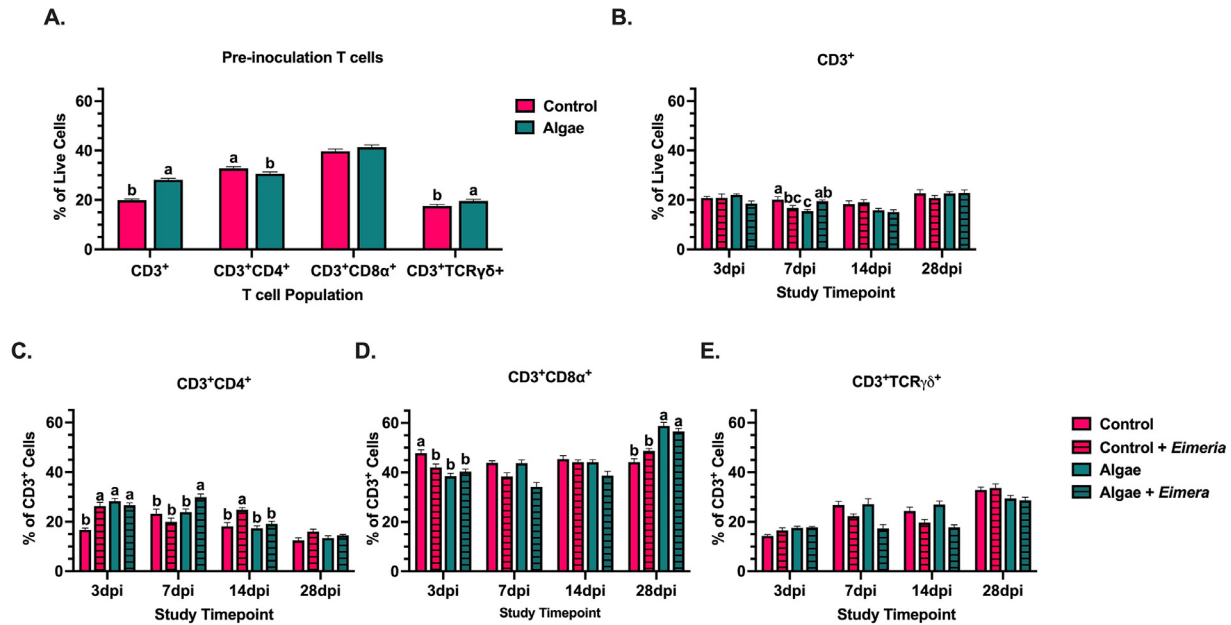 A.
Pre-inoculation T cells
% of Live Cells
60
40
20
0
b a
a b
b a
CD3⁺ CD3⁺CD4⁺ CD3⁺CD8α⁺ CD3⁺TCRγδ+
T cell Population
Control
Algae
B.
CD3⁺
% of Live Cells
60
40
20
0
a bc c ab
3dpi 7dpi 14dpi 28dpi
Study Timepoint
C.
CD3⁺CD4⁺
% of CD3⁺ Cells
60
40
20
0
b a a a
b b b a
b a b b
3dpi 7dpi 14dpi 28dpi
Study Timepoint
D.
CD3⁺CD8α⁺
% of CD3⁺ Cells
60
40
20
0
a b b b
b b a a
3dpi 7dpi 14dpi 28dpi
Study Timepoint
E.
CD3⁺TCRγδ⁺
% of CD3⁺ Cells
60
40
20
0
3dpi 7dpi 14dpi 28dpi
Study Timepoint
Control
Control + Eimeria
Algae
Algae + Eimera